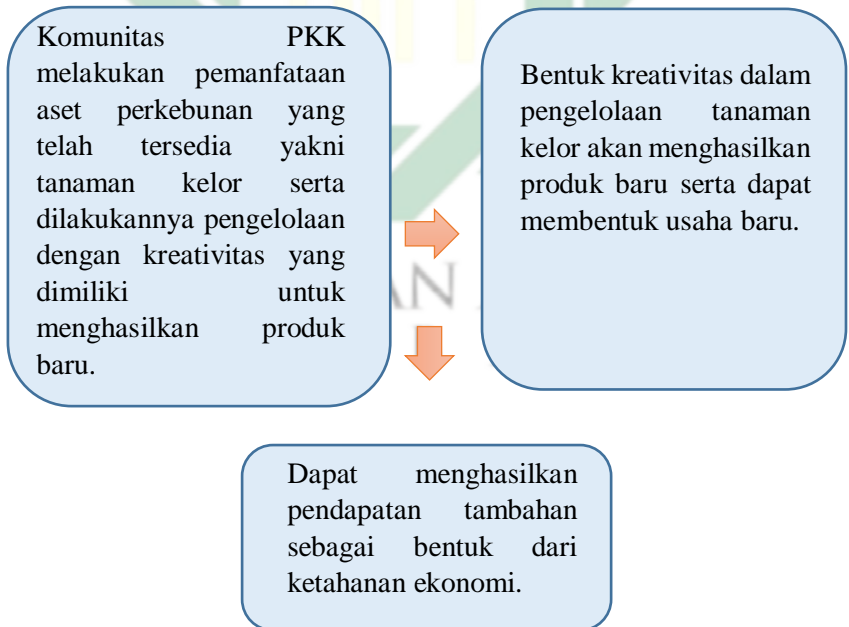 Komunitas PKK
melakukan pemanfataan
aset perkebunan yang
telah tersedia yakni
tanaman kelor serta
dilakukannya pengelolaan
dengan kreativitas yang
dimiliki untuk
menghasilkan produk
baru.
Bentuk kreativitas dalam
pengelolaan tanaman
kelor akan menghasilkan
produk baru serta dapat
membentuk usaha baru.
Dapat menghasilkan
pendapatan tambahan
sebagai bentuk dari
ketahanan ekonomi.